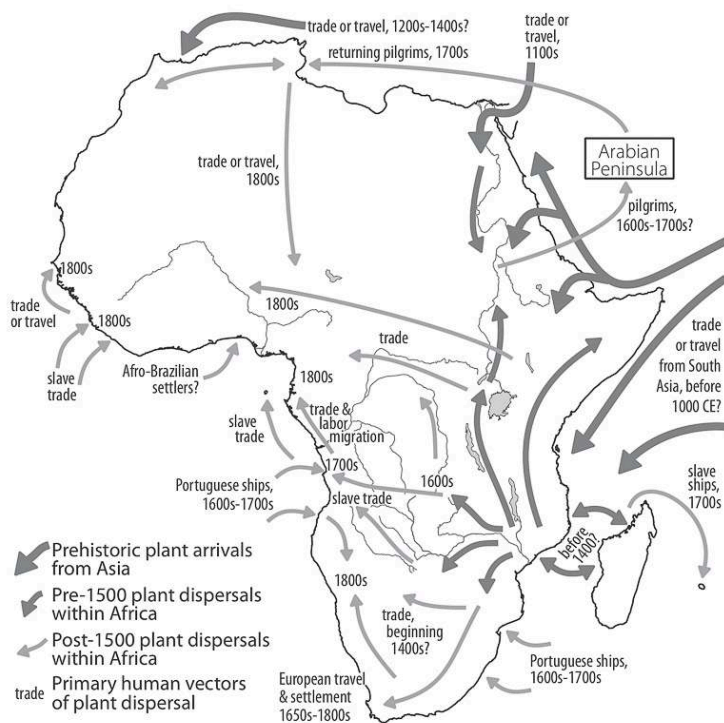 trade or travel, 1200s-1400s?
returning pilgrims, 1700s
trade or
travel,
1100s
Arabian
Peninsula
pilgrims,
1600s-1700s?
trade or travel,
1800s
1800s
trade
or travel
1800s
slave
trade
Afro-Brazilian
settlers?
1800s
trade
trade
or travel
from South
Asia, before
1000 CE?
1800s
slave
trade
trade &
labor
migration
1700s
1600s
Portuguese ships,
1600s-1700s
slave trade
slave
ships,
1700s
before
1400?
1800s
trade,
beginning
1400s?
Portuguese ships,
1600s-1700s
European travel
& settlement
1650s-1800s
Prehistoric plant arrivals
from Asia
Pre-1500 plant dispersals
within Africa
Post-1500 plant dispersals
within Africa
trade Primary human vectors
of plant dispersal